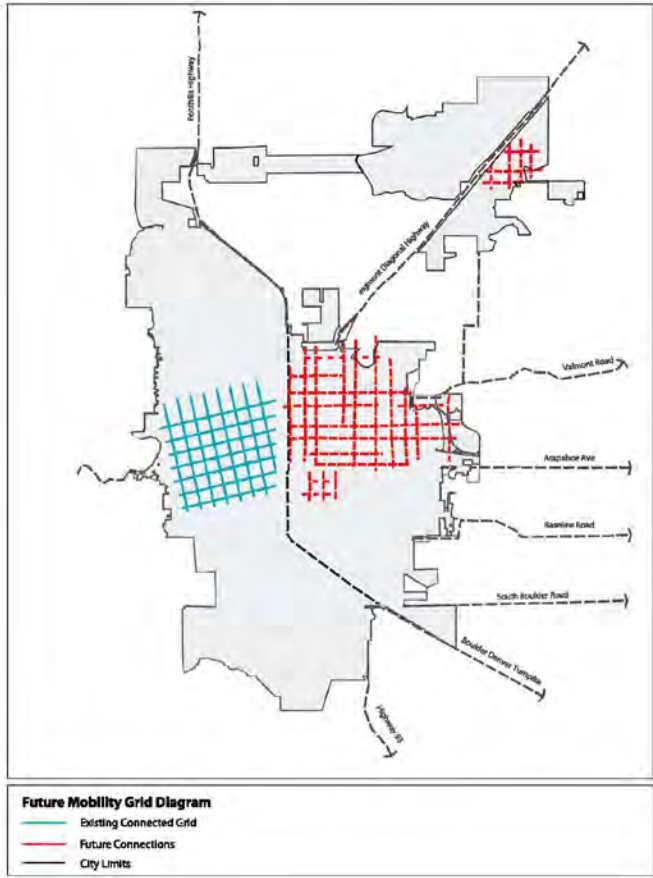 Foothills Highway
ongmont Diagonal Highway
Valmont Road
Arapahoe Ave
Baseline Road
South Boulder Road
Boulder Denver Turnpike
Highway 93
Future Mobility Grid Diagram
Existing Connected Grid
Future Connections
City Limits